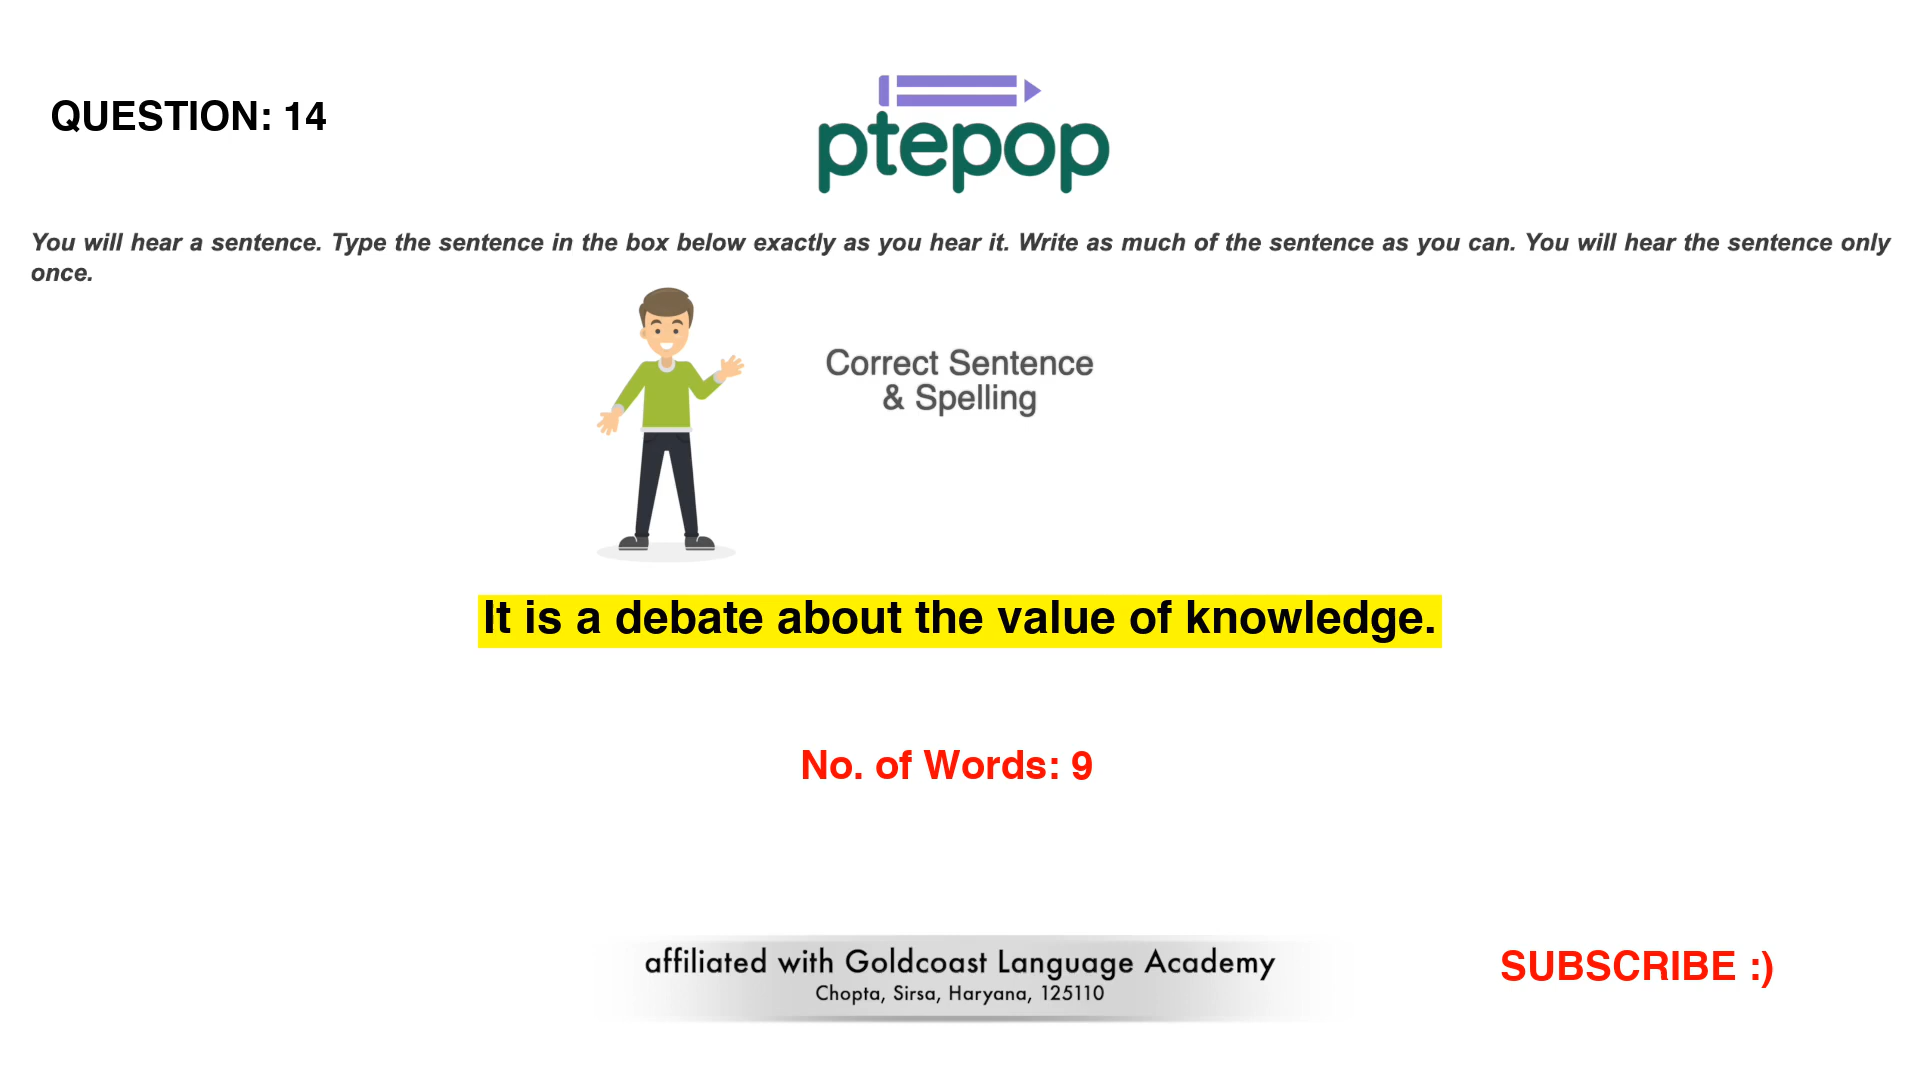 QUESTION: 14
ptepop
You will hear a sentence. Type the sentence in the box below exactly as you hear it. Write as much of the sentence as you can. You will hear the sentence only
once.
Correct Sentence
& Spelling
It is a debate about the value of knowledge.
No. of Words: 9
affiliated with Goldcoast Language Academy
Chopta, Sirsa, Haryana, 125110
SUBSCRIBE :)